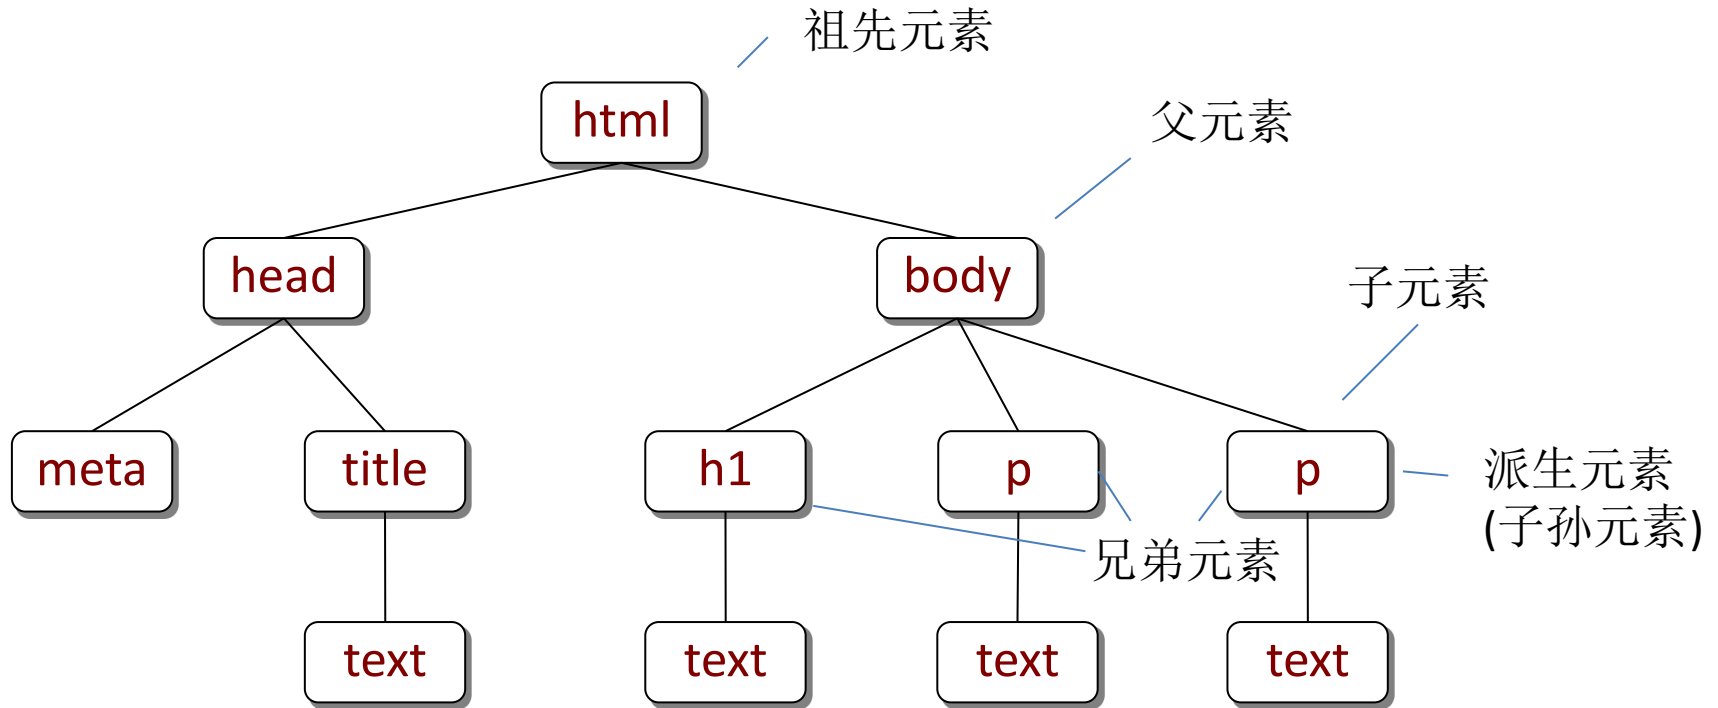 祖先元素
html
父元素
head
body
子元素
meta
title
h1
p
p
派生元素
(子孙元素)
兄弟元素
text
text
text
text